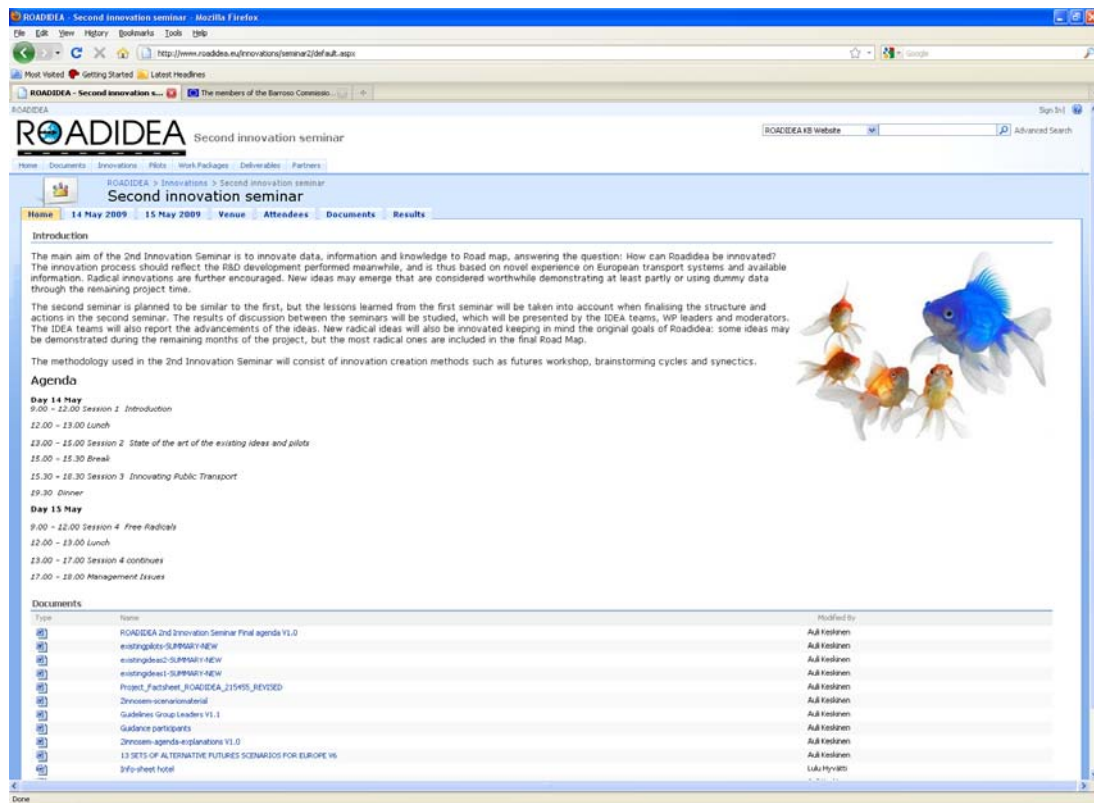 ROADIDEA - Second innovation seminar - Mozilla Firefox
File Edit View History Bookmarks Tools Help
http://www.roadidea.eu/innovations/seminar2/default.aspx
Google
Most Visited Getting Started Latest Headlines
ROADIDEA - Second innovation s... The members of the Barroso Commissio...
ROADIDEA
Sign In
ROADIDEA Second innovation seminar
ROADIDEA KB Website
Advanced Search
Home Documents Innovations Pilots Work Packages Deliverables Partners
ROADIDEA > Innovations > Second innovation seminar
Second innovation seminar
Home 14 May 2009 15 May 2009 Venue Attendees Documents Results
Introduction
The main aim of the 2nd Innovation Seminar is to innovate data, information and knowledge to Road map, answering the question: How can Roadidea be innovated?
The innovation process should reflect the R&D development performed meanwhile, and is thus based on novel experience on European transport systems and available
information. Radical innovations are further encouraged. New ideas may emerge that are considered worthwhile demonstrating at least partly or using dummy data
through the remaining project time.
The second seminar is planned to be similar to the first, but the lessons learned from the first seminar will be taken into account when finalising the structure and
actions in the second seminar. The results of discussion between the seminars will be studied, which will be presented by the IDEA teams, WP leaders and moderators.
The IDEA teams will also report the advancements of the ideas. New radical ideas will also be innovated keeping in mind the original goals of Roadidea: some ideas may
be demonstrated during the remaining months of the project, but the most radical ones are included in the final Road Map.
The methodology used in the 2nd Innovation Seminar will consist of innovation creation methods such as futures workshop, brainstorming cycles and synectics.
Agenda
Day 14 May
9.00 – 12.00 Session 1 Introduction
12.00 – 13.00 Lunch
13.00 – 15.00 Session 2 State of the art of the existing ideas and pilots
15.00 – 15.30 Break
15.30 – 18.30 Session 3 Innovating Public Transport
19.30 Dinner
Day 15 May
9.00 – 12.00 Session 4 Free Radicals
12.00 – 13.00 Lunch
13.00 – 17.00 Session 4 continues
17.00 – 18.00 Management Issues
Documents
Type Name Modified By
ROADIDEA 2nd Innovation Seminar Final agenda V1.0 Auli Keskinen
existingpilots-SUMMARY-NEW Auli Keskinen
existingideas2-SUMMARY-NEW Auli Keskinen
existingideas1-SUMMARY-NEW Auli Keskinen
Project_Factsheet_ROADIDEA_215455_REVISED Auli Keskinen
2innosem-scenariomaterial Auli Keskinen
Guidelines Group Leaders V1.1 Auli Keskinen
Guidance participants Auli Keskinen
2innosem-agenda-explanations V1.0 Auli Keskinen
13 SETS OF ALTERNATIVE FUTURES SCENARIOS FOR EUROPE V6 Auli Keskinen
Info-sheet hotel Lulu Hyvätti
Done